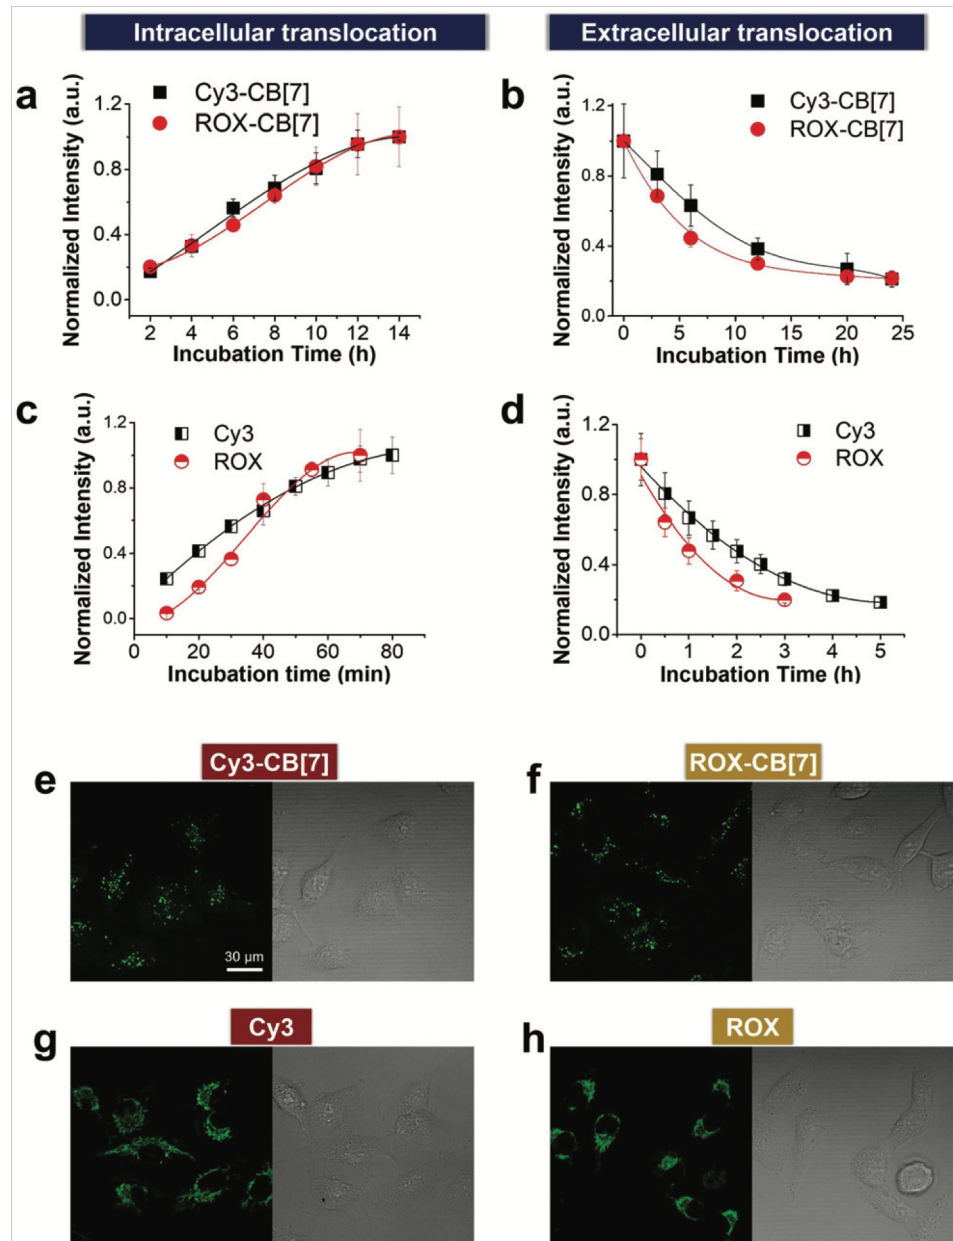 Intracellular translocation
Extracellular translocation
a
Normalized Intensity (a.u.)
1.2
0.8
0.4
0.0
Cy3-CB[7]
ROX-CB[7]
2 4 6 8 10 12 14
Incubation Time (h)
b
Normalized Intensity (a.u.)
1.2
0.8
0.4
0.0
Cy3-CB[7]
ROX-CB[7]
0 5 10 15 20 25
Incubation Time (h)
c
Normalized Intensity (a.u.)
1.2
0.8
0.4
0.0
Cy3
ROX
0 20 40 60 80
Incubation time (min)
d
Normalized Intensity (a.u.)
1.2
0.8
0.4
0.0
Cy3
ROX
0 1 2 3 4 5
Incubation Time (h)
e
Cy3-CB[7]
30 μm
f
ROX-CB[7]
g
Cy3
h
ROX